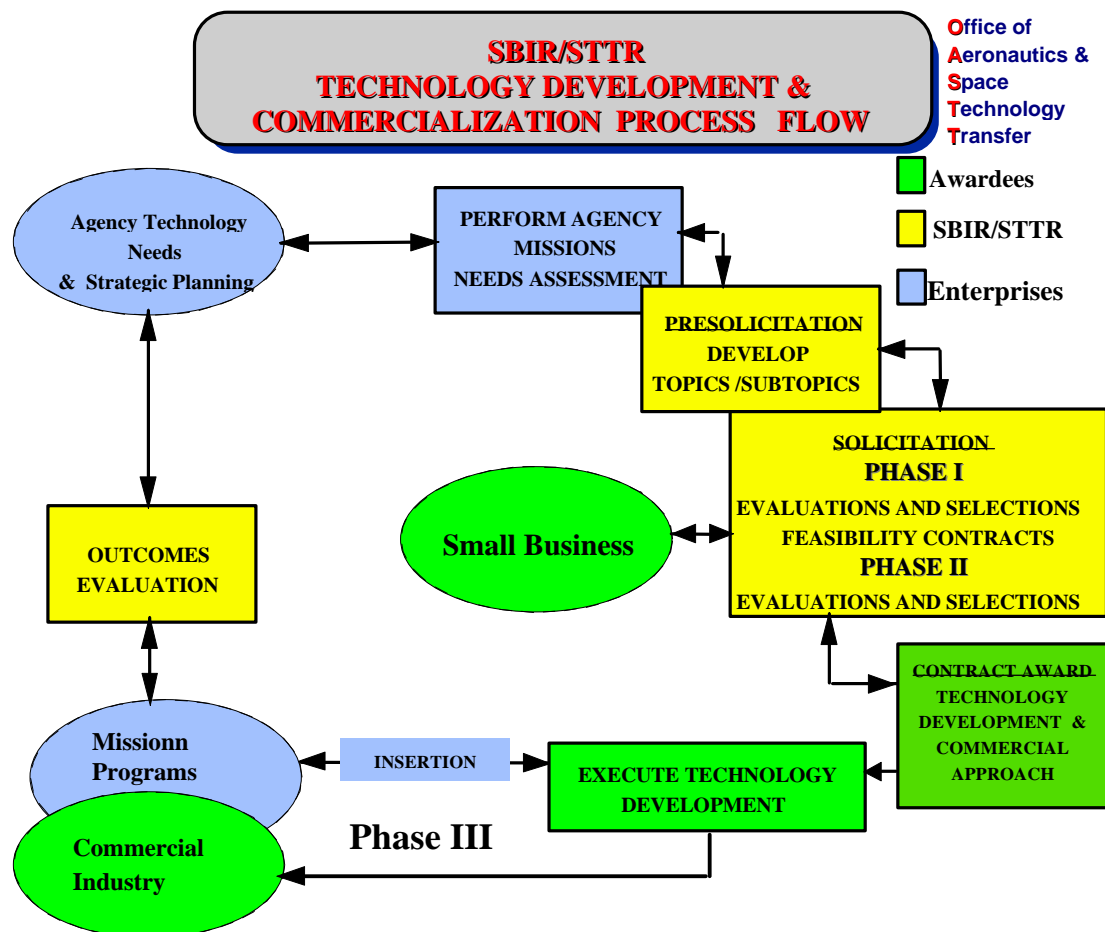 SBIR/STTR
TECHNOLOGY DEVELOPMENT &
COMMERCIALIZATION PROCESS FLOW
Office of
Aeronautics &
Space
Technology
Transfer
Awardees
SBIR/STTR
Enterprises
Agency Technology
Needs
& Strategic Planning
PERFORM AGENCY
MISSIONS
NEEDS ASSESSMENT
PRESOLICITATION
DEVELOP
TOPICS /SUBTOPICS
SOLICITATION
PHASE I
EVALUATIONS AND SELECTIONS
FEASIBILITY CONTRACTS
PHASE II
EVALUATIONS AND SELECTIONS
Small Business
OUTCOMES
EVALUATION
CONTRACT AWARD
TECHNOLOGY
DEVELOPMENT &
COMMERCIAL
APPROACH
Missionn
Programs
INSERTION
EXECUTE TECHNOLOGY
DEVELOPMENT
Phase III
Commercial
Industry